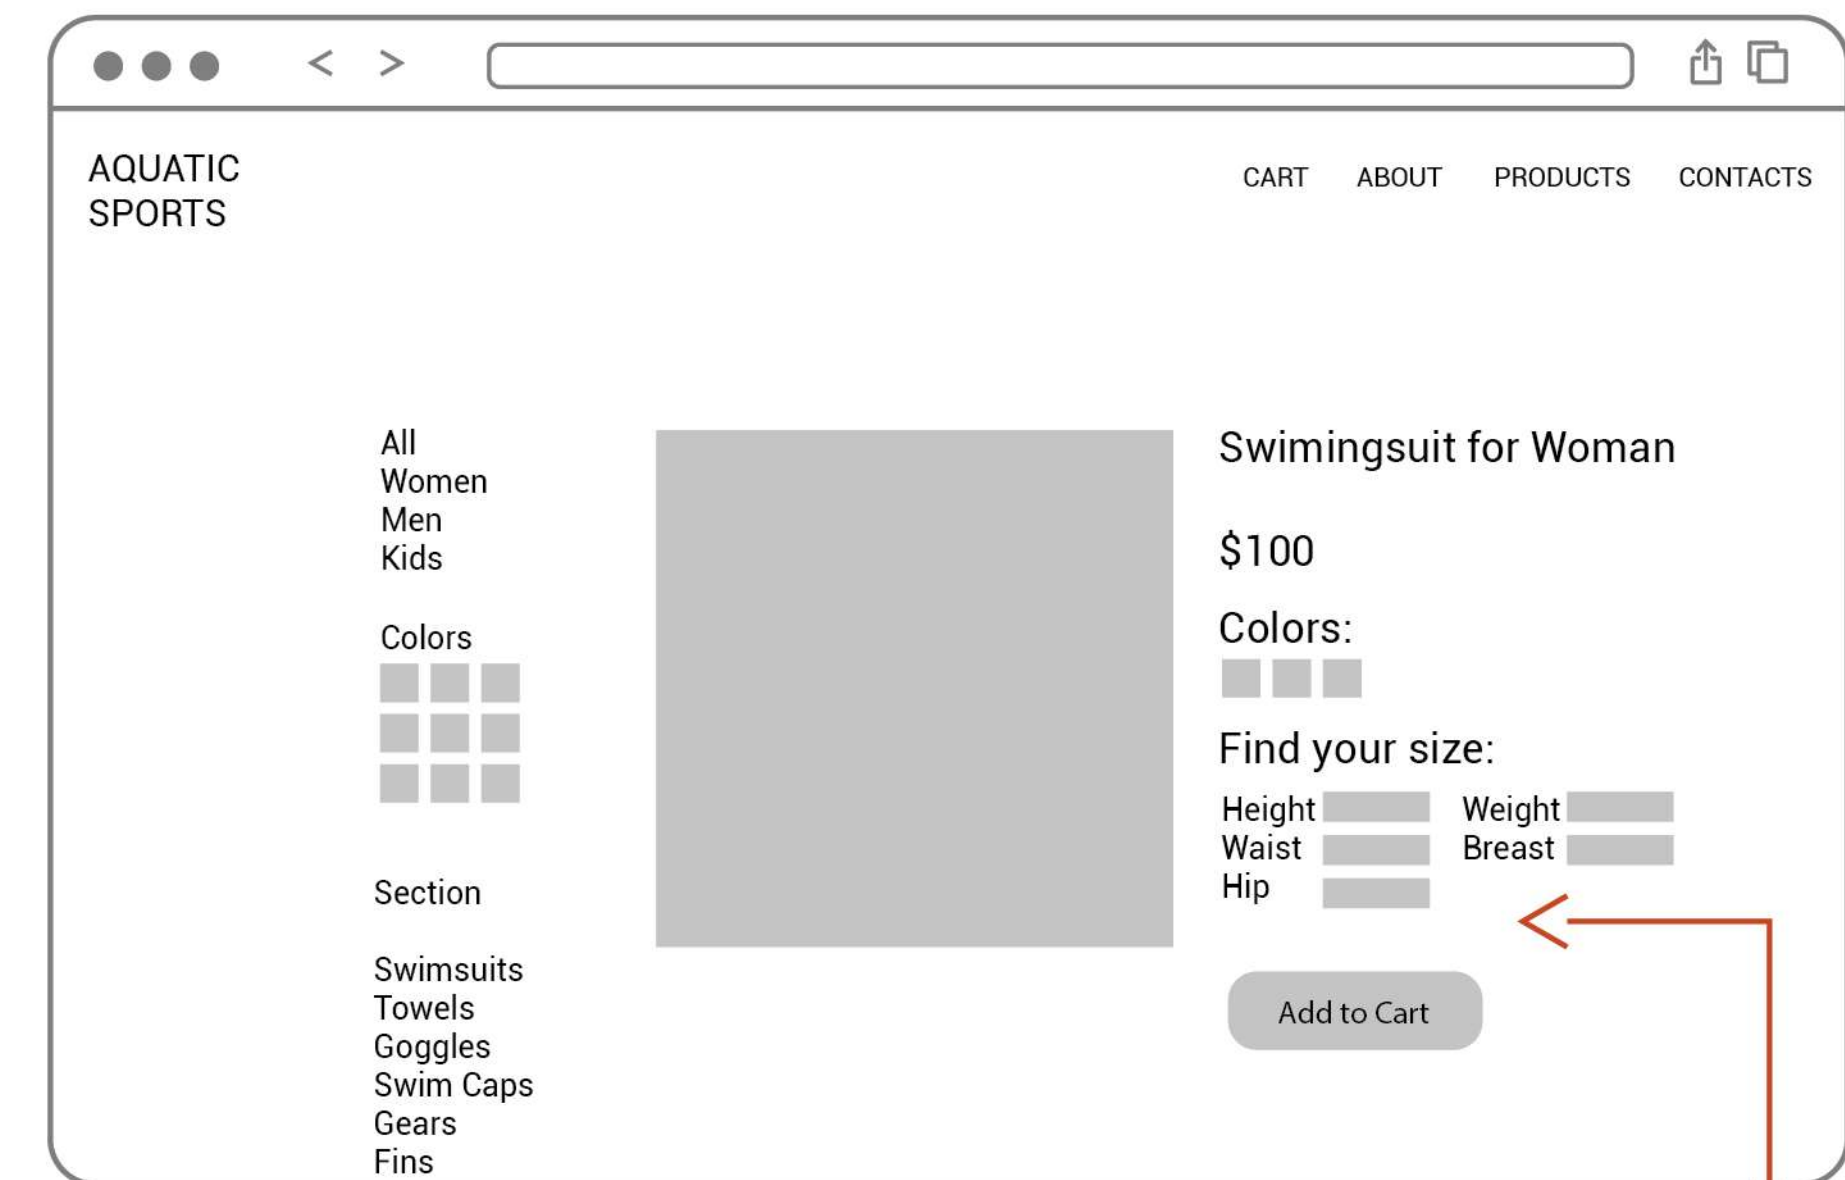 AQUATIC
SPORTS
CART ABOUT PRODUCTS CONTACTS
All
Women
Men
Kids
Colors
Section
Swimsuits
Towels
Goggles
Swim Caps
Gears
Fins
Swimingsuit for Woman
$100
Colors:
Find your size:
Height Weight
Waist Breast
Hip
Add to Cart